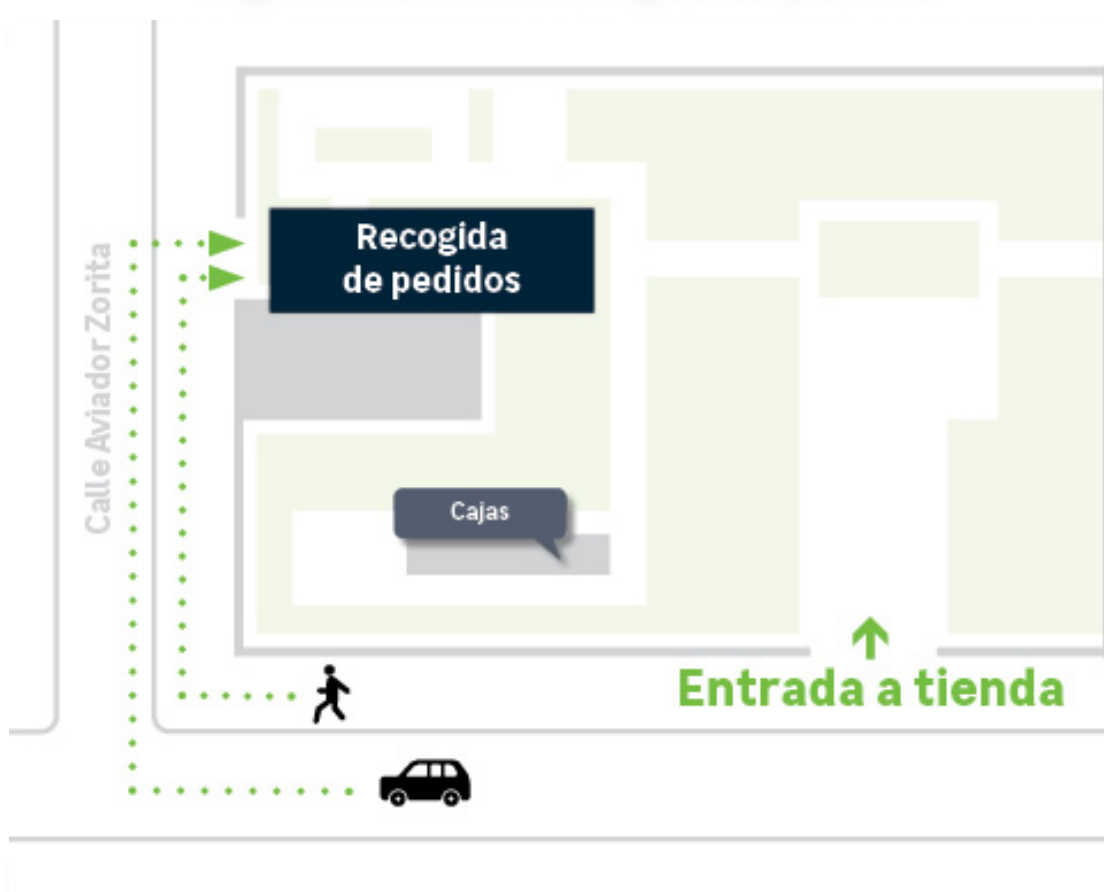 Recogida
de pedidos
Calle Aviador Zorita
Cajas
Entrada a tienda